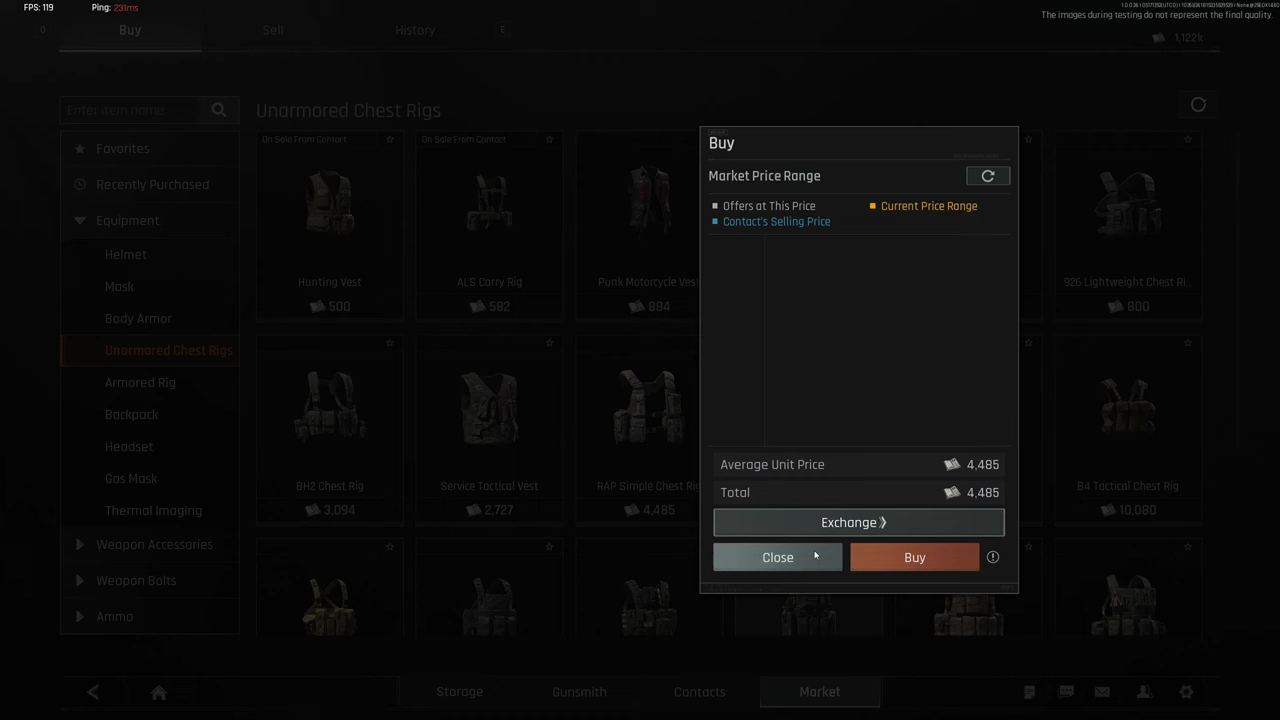 FPS: 119
Ping: 231ms
The images during testing do not represent the final quality
Q
Buy
Sell
History
E
1,122k
Enter item name
Unarmored Chest Rigs
Favorites
Recently Purchased
Equipment
Helmet
Mask
Body Armor
Unarmored Chest Rigs
Armored Rig
Backpack
Headset
Gas Mask
Thermal Imaging
Weapon Accessories
Weapon Bolts
Ammo
On Sale From Contact
Hunting Vest
500
On Sale From Contact
ALS Carry Rig
582
Punk Motorcycle Vest
884
926 Lightweight Chest Ri...
800
BH2 Chest Rig
3,094
Service Tactical Vest
2,727
RAP Simple Chest Rig
4,485
B4 Tactical Chest Rig
10,080
Buy
Market Price Range
Offers at This Price
Current Price Range
Contact's Selling Price
Average Unit Price 4,485
Total 4,485
Exchange
Close
Buy
Storage
Gunsmith
Contacts
Market